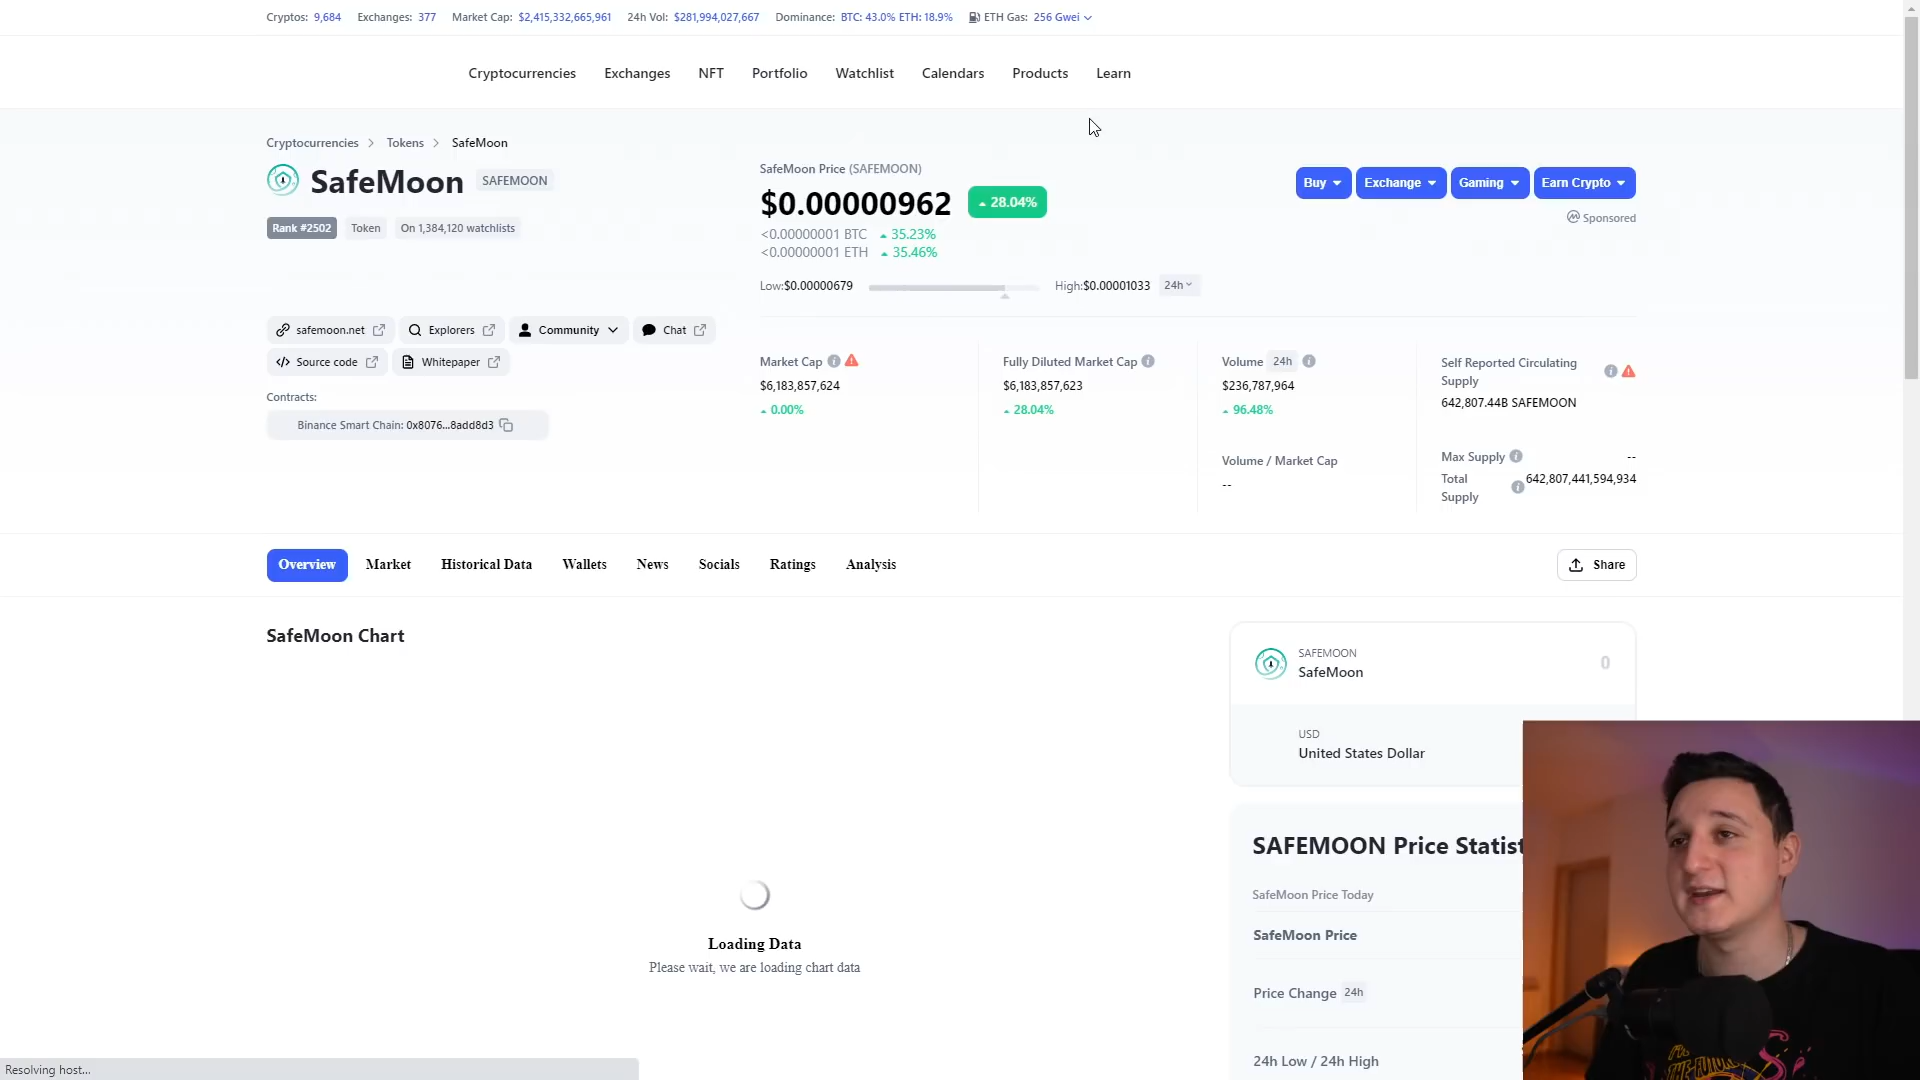 Cryptos: 9,684 Exchanges: 377 Market Cap: $2,415,332,665,961 24h Vol: $281,994,027,667 Dominance: BTC: 43.0% ETH: 18.9% ETH Gas: 256 Gwei
Cryptocurrencies Exchanges NFT Portfolio Watchlist Calendars Products Learn
Cryptocurrencies Tokens SafeMoon
SafeMoon SAFEMOON
Rank #2502 Token On 1,384,120 watchlists
SafeMoon Price (SAFEMOON)
$0.00000962 28.04%
<0.00000001 BTC 35.23%
<0.00000001 ETH 35.46%
Low:$0.00000679 High:$0.00001033 24h
Buy Exchange Gaming Earn Crypto
Sponsored
safemoon.net Explorers Community Chat
Source code Whitepaper
Contracts:
Binance Smart Chain: 0x8076...8add8d3
Market Cap
$6,183,857,624
0.00%
Fully Diluted Market Cap
$6,183,857,623
28.04%
Volume 24h
$236,787,964
96.48%
Volume / Market Cap
--
Self Reported Circulating
Supply
642,807.44B SAFEMOON
Max Supply --
Total
Supply
642,807,441,594,934
Overview Market Historical Data Wallets News Socials Ratings Analysis Share
SafeMoon Chart
Loading Data
Please wait, we are loading chart data
SAFEMOON
SafeMoon
0
USD
United States Dollar
SAFEMOON Price Statist
SafeMoon Price Today
SafeMoon Price
Price Change 24h
24h Low / 24h High
Resolving host...